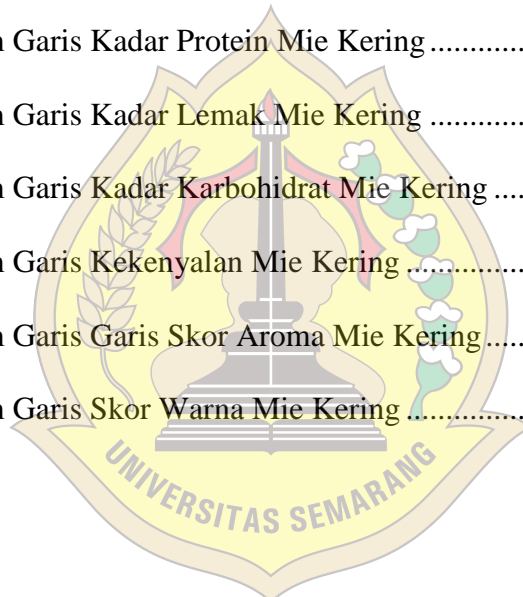 n Garis Kadar Protein Mie Kering .............
n Garis Kadar Lemak Mie Kering .............
n Garis Kadar Karbohidrat Mie Kering .....
n Garis Kekenyalan Mie Kering ................
n Garis Garis Skor Aroma Mie Kering ......
n Garis Skor Warna Mie Kering ................
UNIVERSITAS SEMARANG